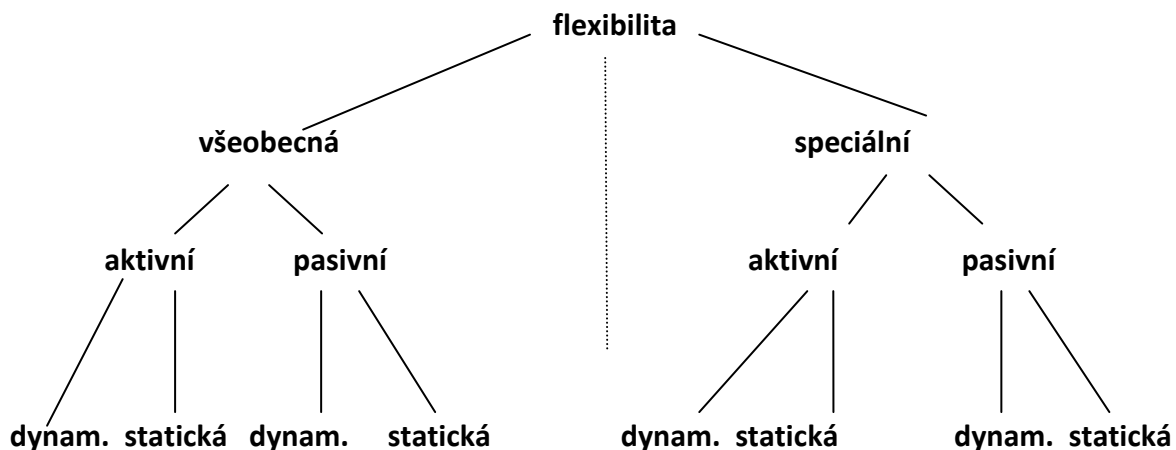 flexibilita
všeobecná speciální
aktivní pasivní aktivní pasivní
dynam. statická dynam. statická dynam. statická dynam. statická